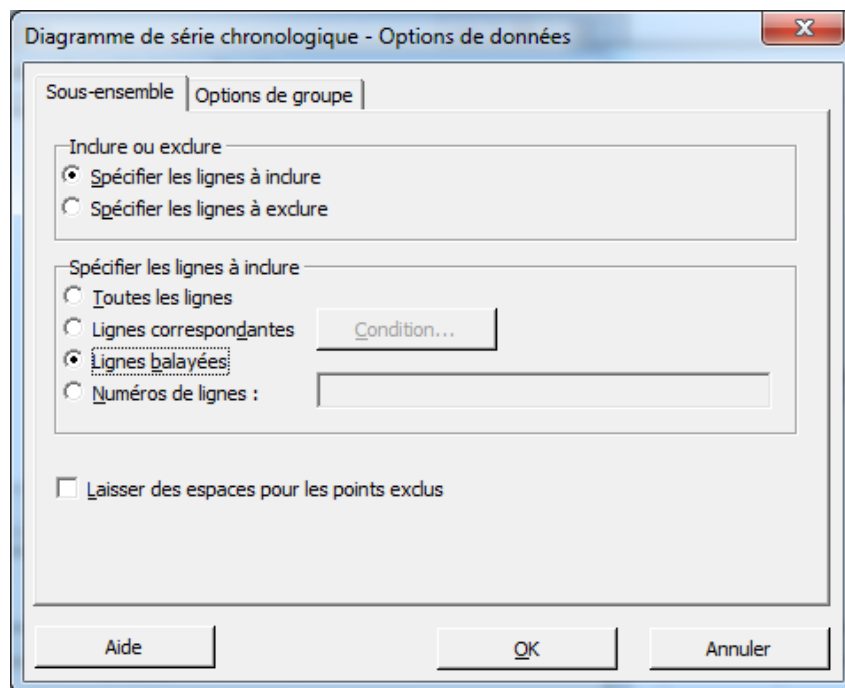 Diagramme de série chronologique - Options de données
Sous-ensemble
Options de groupe
Inclure ou exclure
Spécifier les lignes à inclure
Spécifier les lignes à exclure
Spécifier les lignes à inclure
Toutes les lignes
Lignes correspondantes
Condition...
Lignes balayées
Numéros de lignes :
Laisser des espaces pour les points exclus
Aide
OK
Annuler